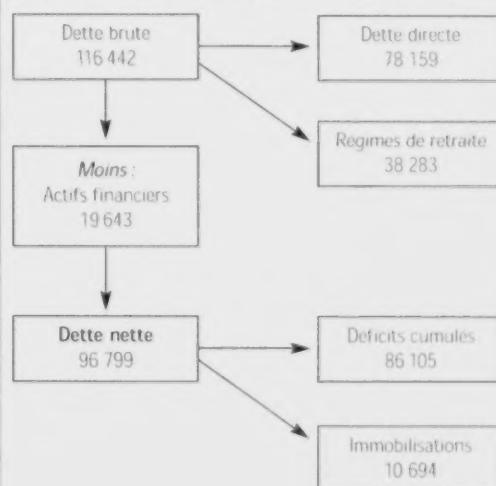 Dette brute
116 442
Dette directe
78 159
Régimes de retraite
38 283
Moins :
Actifs financiers
19 643
Dette nette
96 799
Déficits cumulés
86 105
Immobilisations
10 694